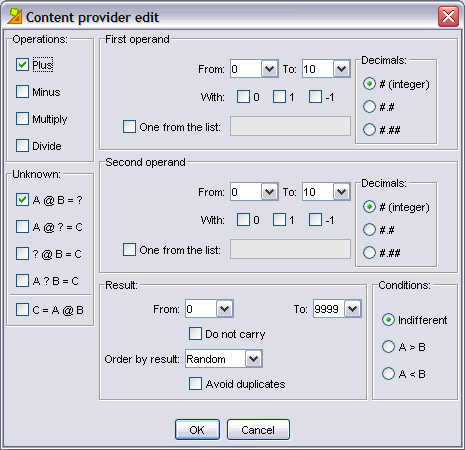 Content provider edit
Operations:
Plus
Minus
Multiply
Divide
Unknown:
A @ B = ?
A @ ? = C
? @ B = C
A ? B = C
C = A @ B
First operand
From: 0 To: 10
With: 0 1 -1
One from the list:
Decimals:
# (integer)
#.#
#.##
Second operand
From: 0 To: 10
With: 0 1 -1
One from the list:
Decimals:
# (integer)
#.#
#.##
Result:
From: 0 To: 9999
Do not carry
Order by result: Random
Avoid duplicates
Conditions:
Indifferent
A > B
A < B
OK Cancel